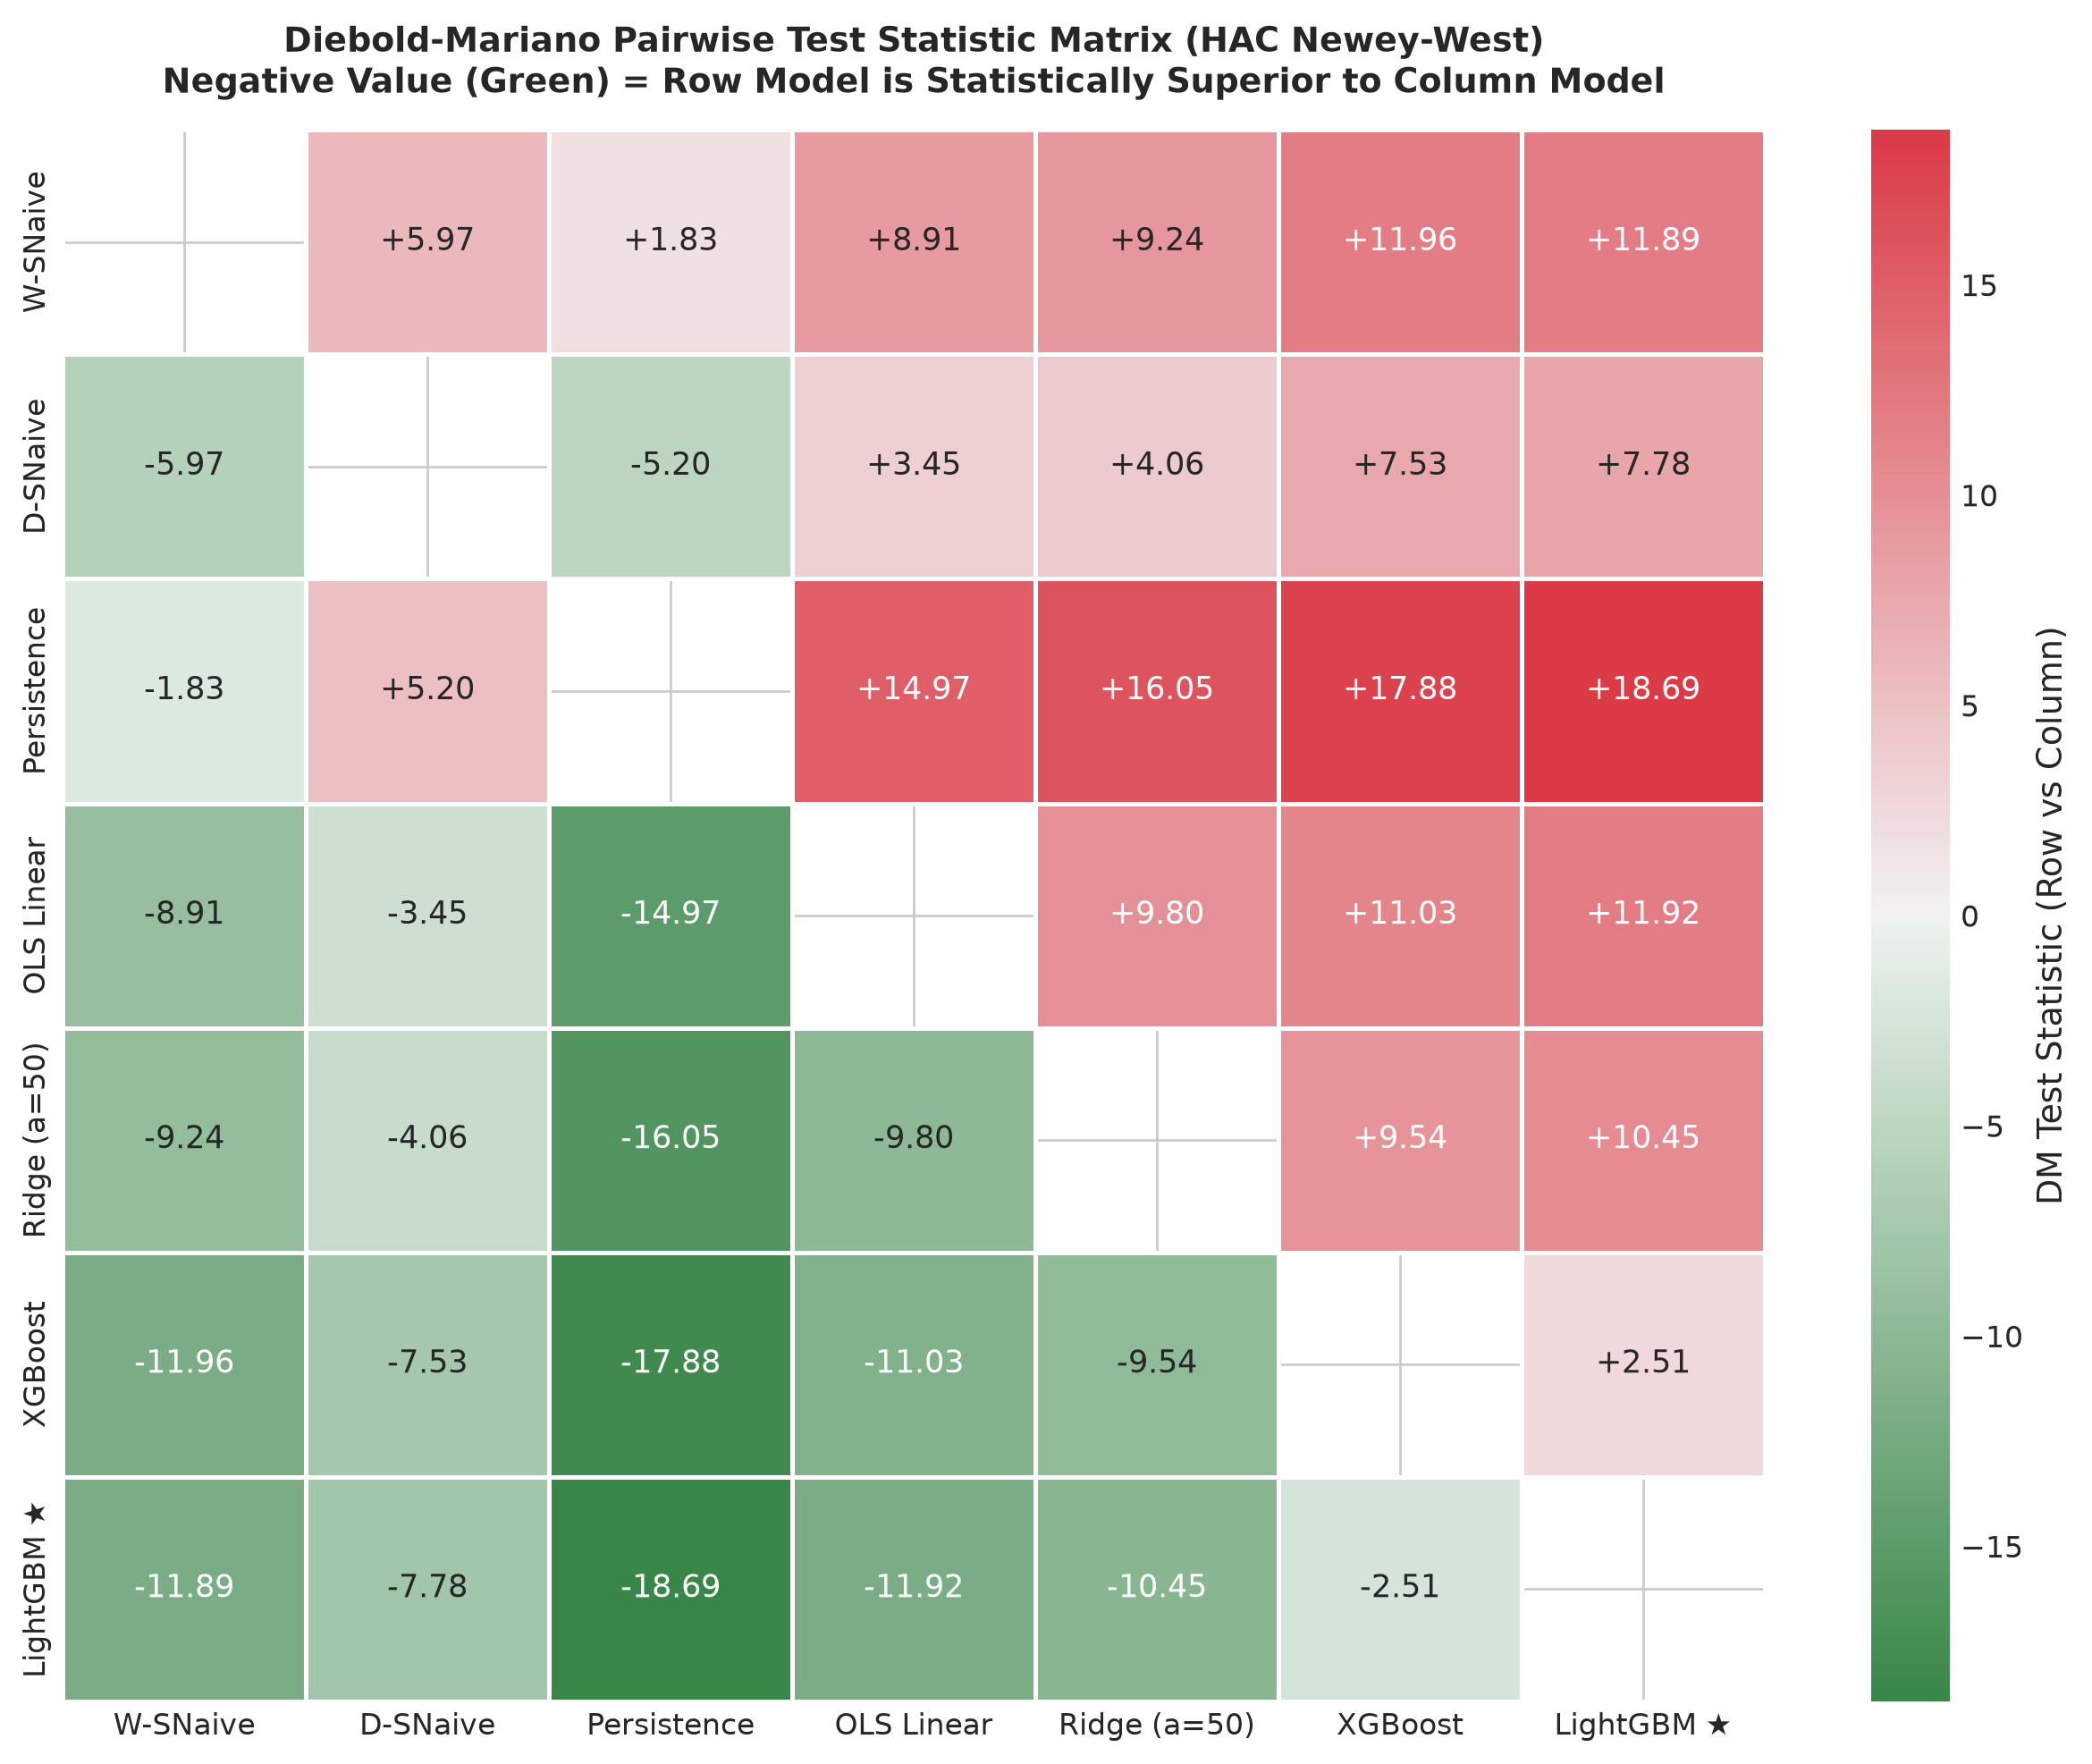 Diebold-Mariano Pairwise Test Statistic Matrix (HAC Newey-West)
Negative Value (Green) = Row Model is Statistically Superior to Column Model
W-SNaive
+5.97
+1.83
+8.91
+9.24
+11.96
+11.89
D-SNaive
-5.97
-5.20
+3.45
+4.06
+7.53
+7.78
Persistence
-1.83
+5.20
+14.97
+16.05
+17.88
+18.69
OLS Linear
-8.91
-3.45
-14.97
+9.80
+11.03
+11.92
Ridge (a=50)
-9.24
-4.06
-16.05
-9.80
+9.54
+10.45
XGBoost
-11.96
-7.53
-17.88
-11.03
-9.54
+2.51
LightGBM ★
-11.89
-7.78
-18.69
-11.92
-10.45
-2.51
W-SNaive
D-SNaive
Persistence
OLS Linear
Ridge (a=50)
XGBoost
LightGBM ★
15
10
5
0
−5
−10
−15
DM Test Statistic (Row vs Column)